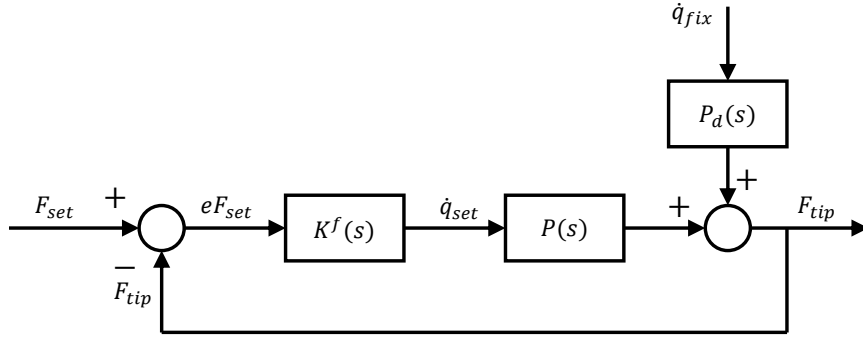 q̇_fix
P_d(s)
+
F_set
+
eF_set
K^f(s)
q̇_set
P(s)
+
F_tip
−
F_tip